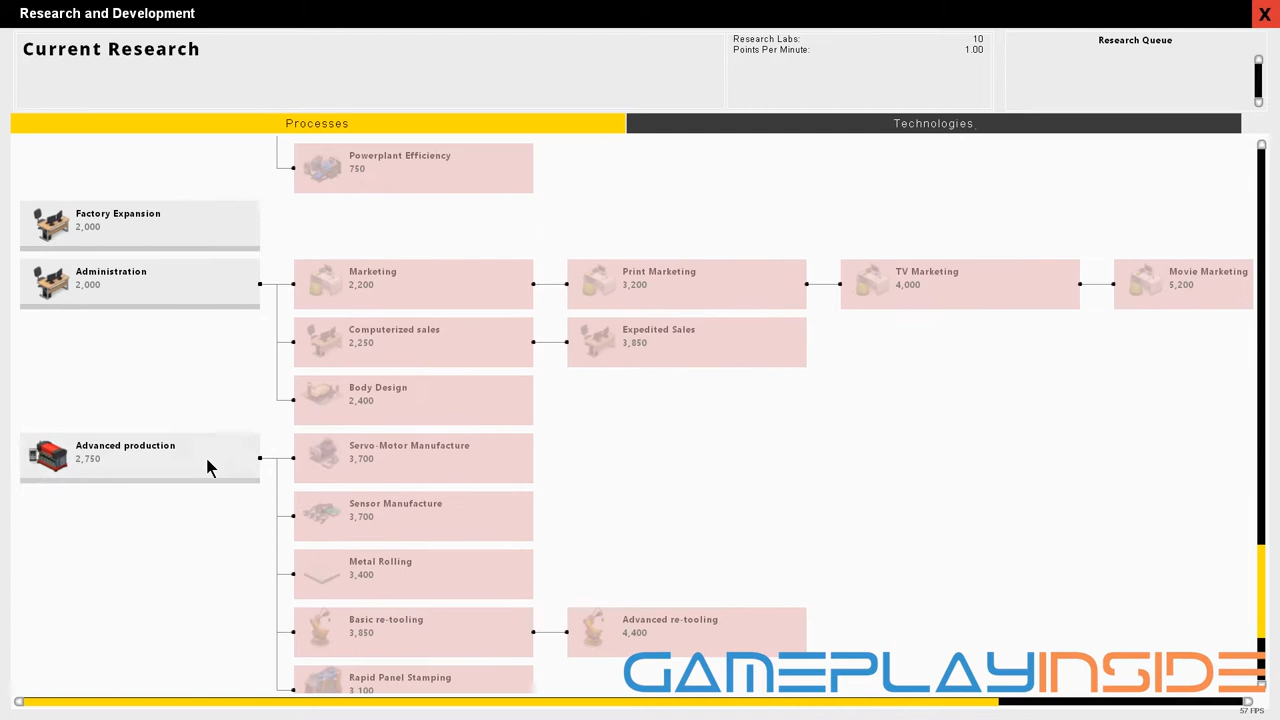 Research and Development
X
Current Research
Research Labs: 10
Points Per Minute: 1.00
Research Queue
Processes
Technologies
Powerplant Efficiency
750
Factory Expansion
2,000
Administration
2,000
Marketing
2,200
Print Marketing
3,200
TV Marketing
4,000
Movie Marketing
5,200
Computerized sales
2,250
Expedited Sales
3,850
Body Design
2,400
Advanced production
2,750
Servo-Motor Manufacture
3,700
Sensor Manufacture
3,700
Metal Rolling
3,400
Basic re-tooling
3,850
Advanced re-tooling
4,400
Rapid Panel Stamping
3,100
GAMEPLAYINSIDE
57 FPS